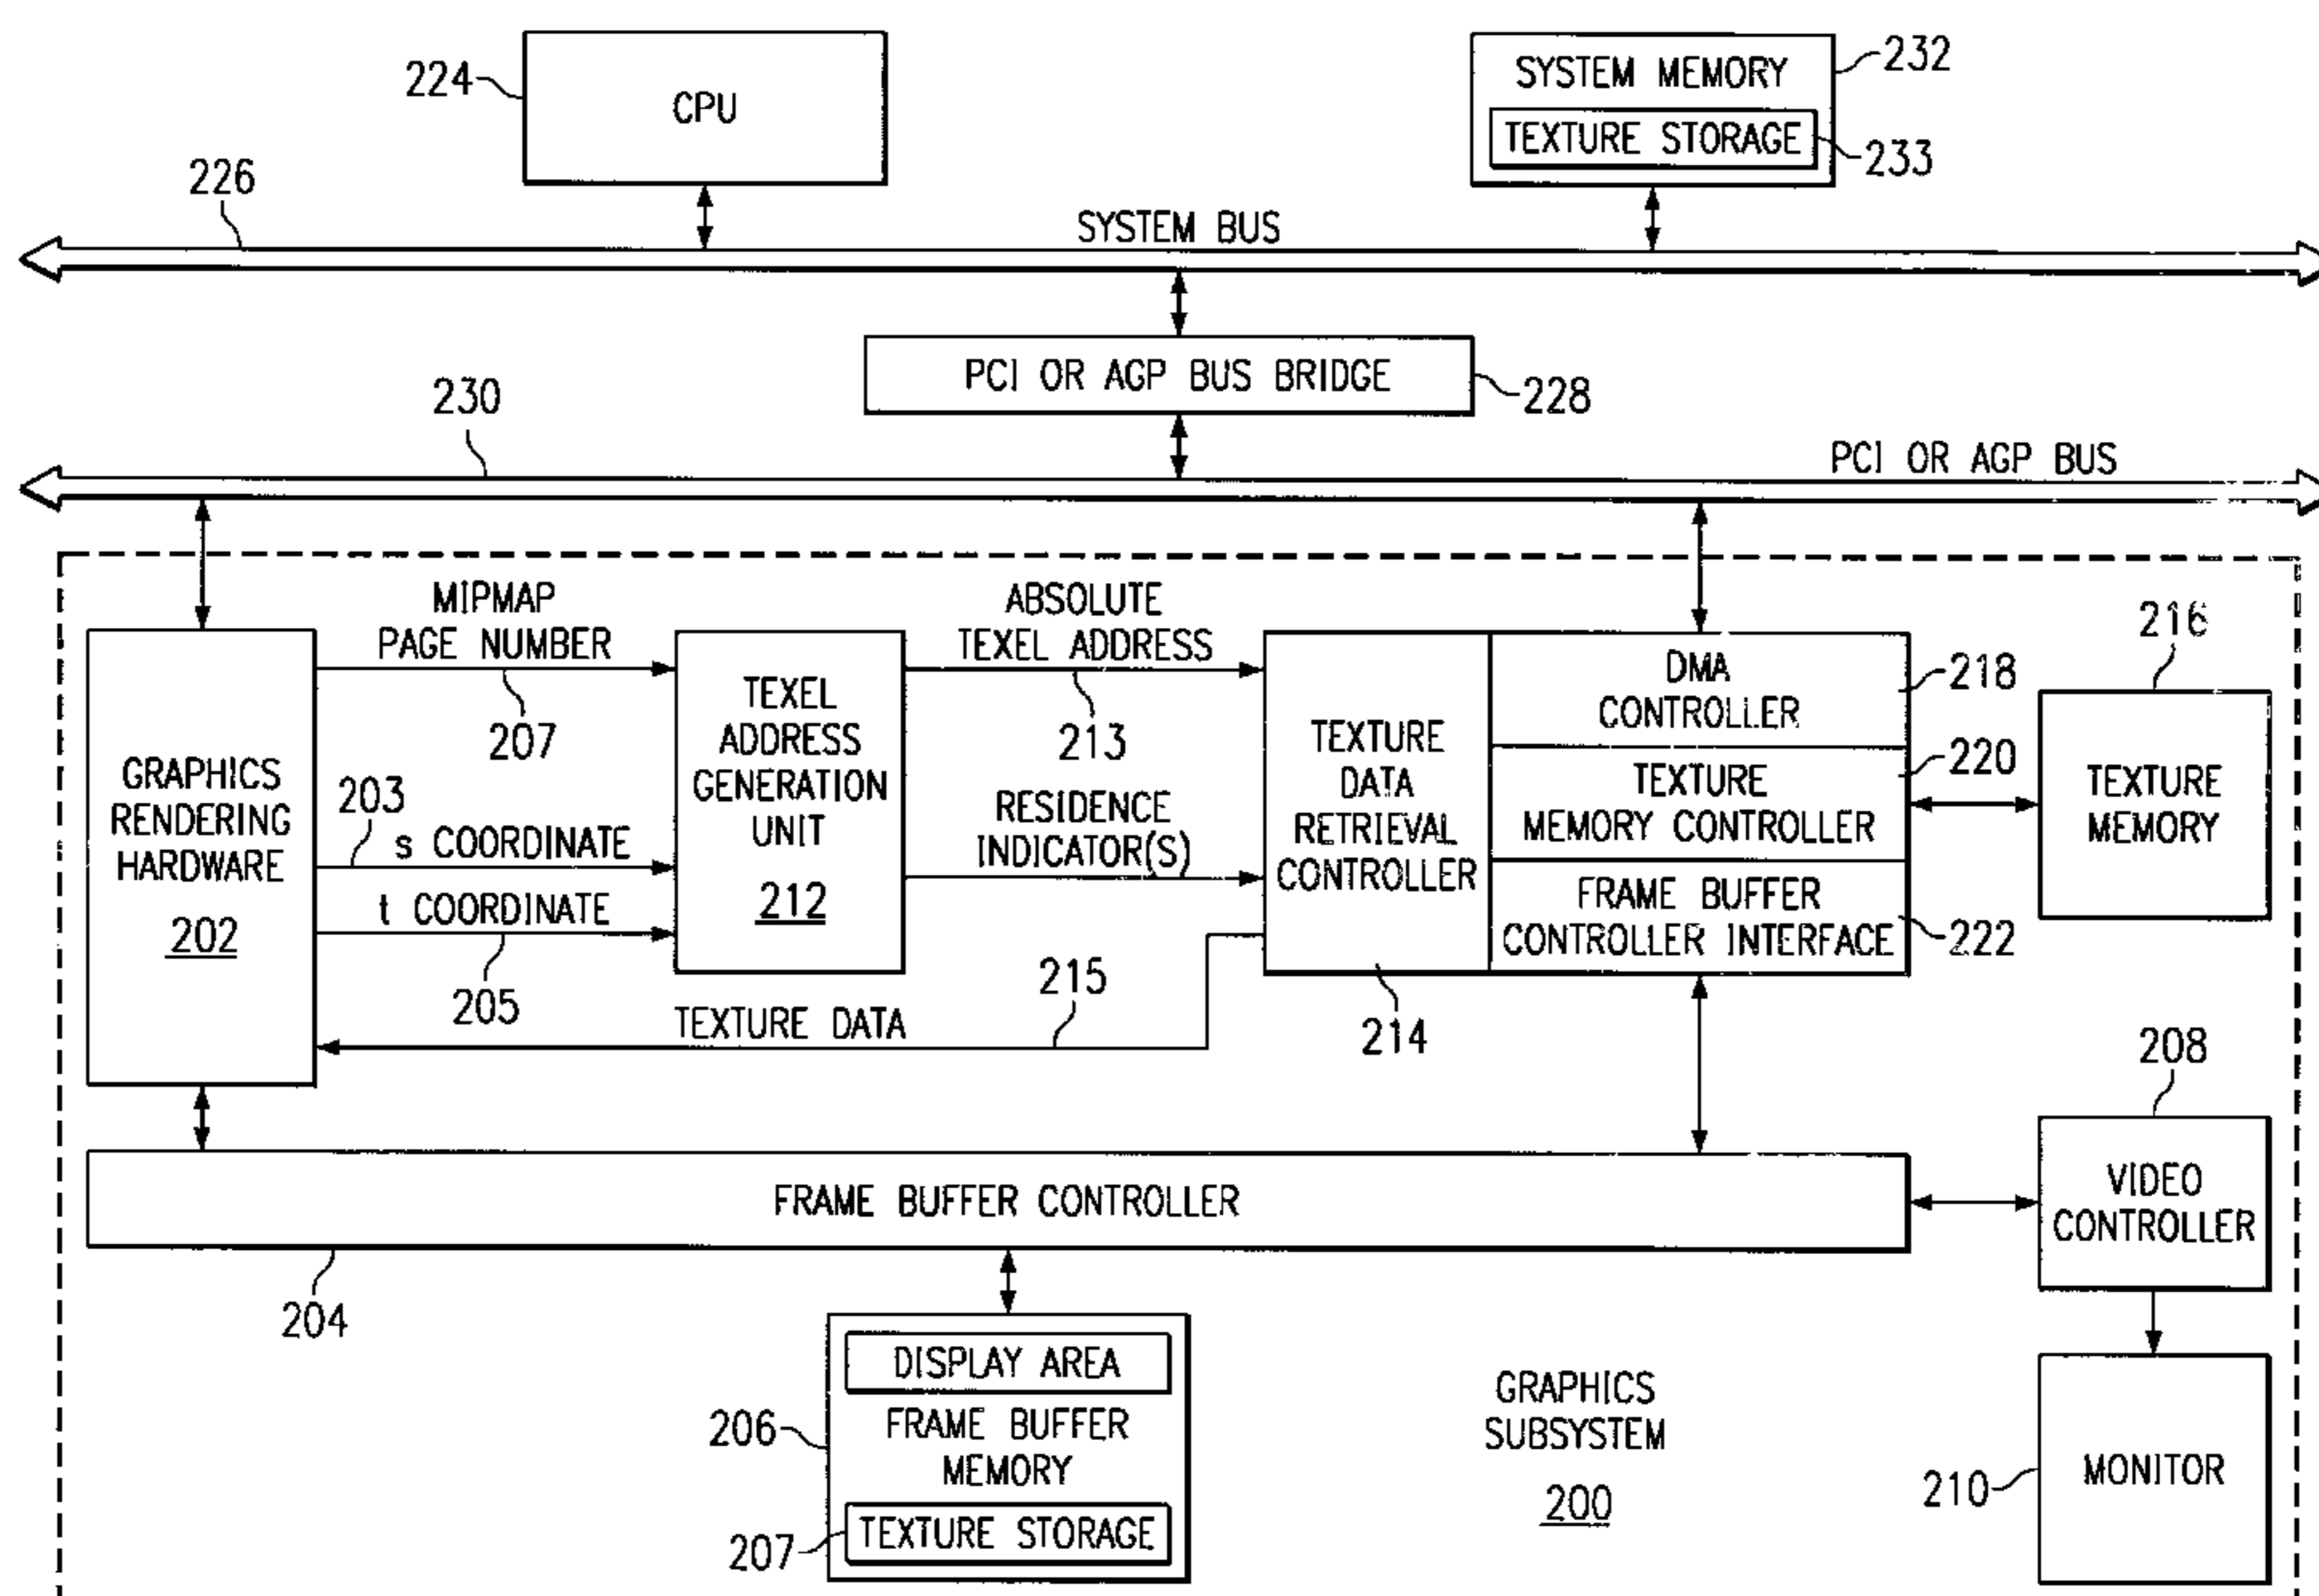 224
CPU
SYSTEM MEMORY
232
TEXTURE STORAGE
233
226
SYSTEM BUS
PCI OR AGP BUS BRIDGE
228
230
PCI OR AGP BUS
MIPMAP
PAGE NUMBER
207
ABSOLUTE
TEXEL ADDRESS
213
216
GRAPHICS
RENDERING
HARDWARE
202
203
s COORDINATE
t COORDINATE
205
TEXEL
ADDRESS
GENERATION
UNIT
212
RESIDENCE
INDICATOR(S)
TEXTURE
DATA
RETRIEVAL
CONTROLLER
214
DMA
CONTROLLER
218
TEXTURE
MEMORY CONTROLLER
220
FRAME BUFFER
CONTROLLER INTERFACE
222
TEXTURE
MEMORY
TEXTURE DATA
215
208
FRAME BUFFER CONTROLLER
204
VIDEO
CONTROLLER
DISPLAY AREA
206
FRAME BUFFER
MEMORY
207
TEXTURE STORAGE
GRAPHICS
SUBSYSTEM
200
210
MONITOR